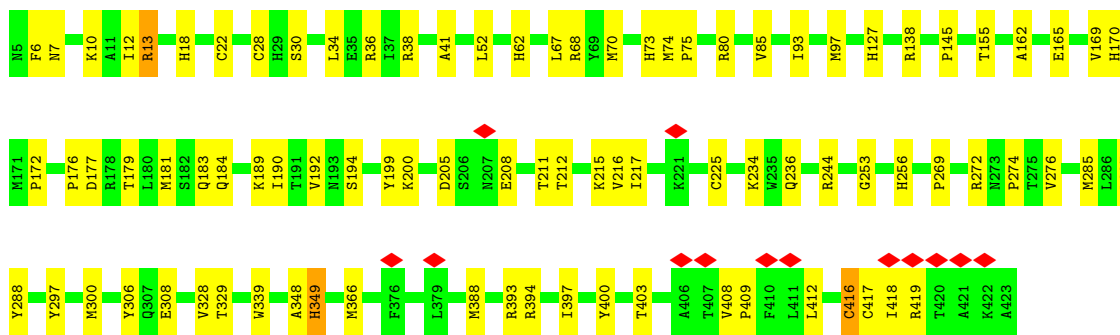 N5 F6 N7 K10 A11 I12 R13 H18 C22 C28 H29 S30 L34 E35 R36 I37 R38 A41 L52 H62 L67 R68 Y69 M70 H73 M74 P75 R80 V85 I93 M97 H127 R138 P145 T155 A162 E165 V169 H170
M171 P172 P176 D177 R178 T179 L180 M181 S182 Q183 Q184 K189 I190 T191 V192 N193 S194 Y199 K200 D205 S206 N207 E208 T211 T212 K215 V216 I217 K221 C225 K234 W235 Q236 R244 G253 H256 P269 R272 N273 P274 T275 V276 M285 L286
Y288 Y297 M300 Y306 Q307 E308 V328 T329 W339 A348 H349 M366 F376 L379 M388 R393 R394 I397 Y400 T403 A406 T407 V408 P409 F410 L411 L412 C416 C417 I418 R419 T420 A421 K422 A423